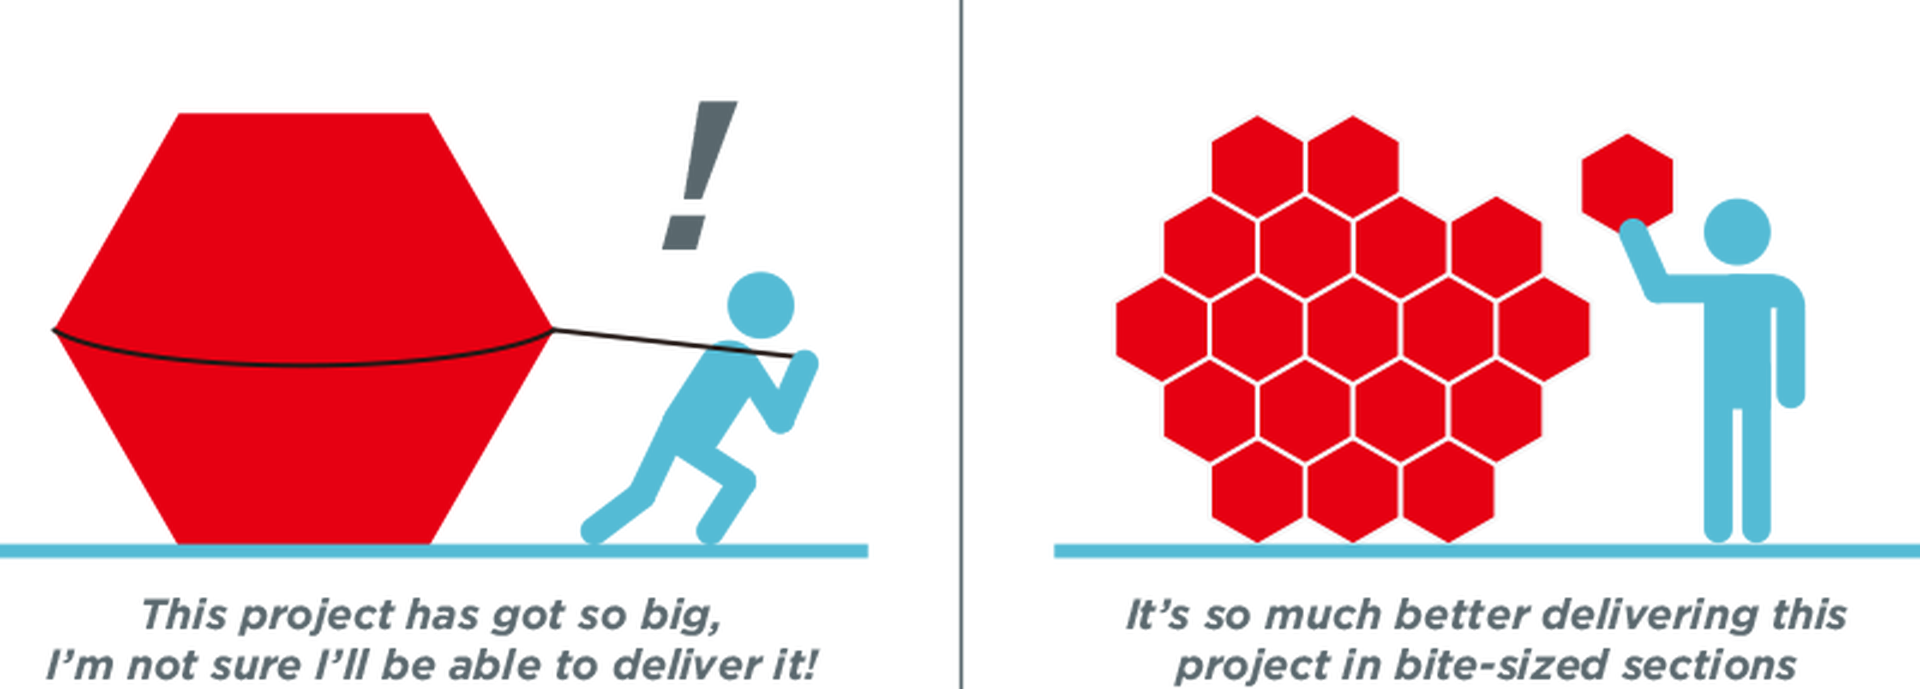 !
This project has got so big,
I'm not sure I'll be able to deliver it!
It's so much better delivering this
project in bite-sized sections